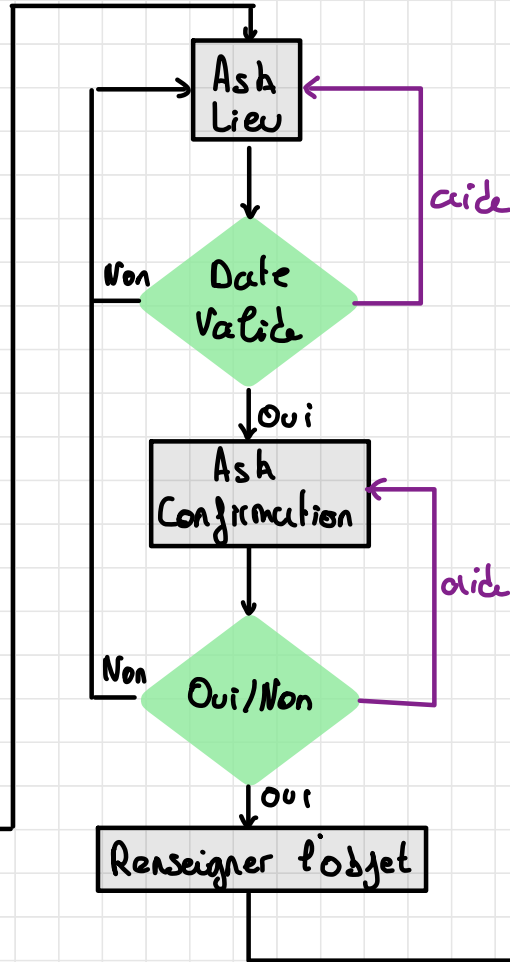 Ask
Lieu
aide
Non
Date
Valide
Oui
Ask
Confirmation
aide
Non
Oui/Non
Oui
Renseigner l'objet